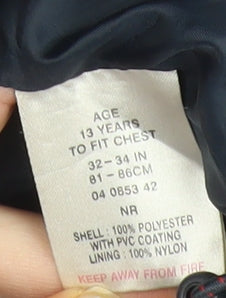 AGE
13 YEARS
TO FIT CHEST
32-34 IN
81-86CM
04 0853 42
NR
SHELL : 100% POLYESTER
WITH PVC COATING
LINING : 100% NYLON
KEEP AWAY FROM FIRE